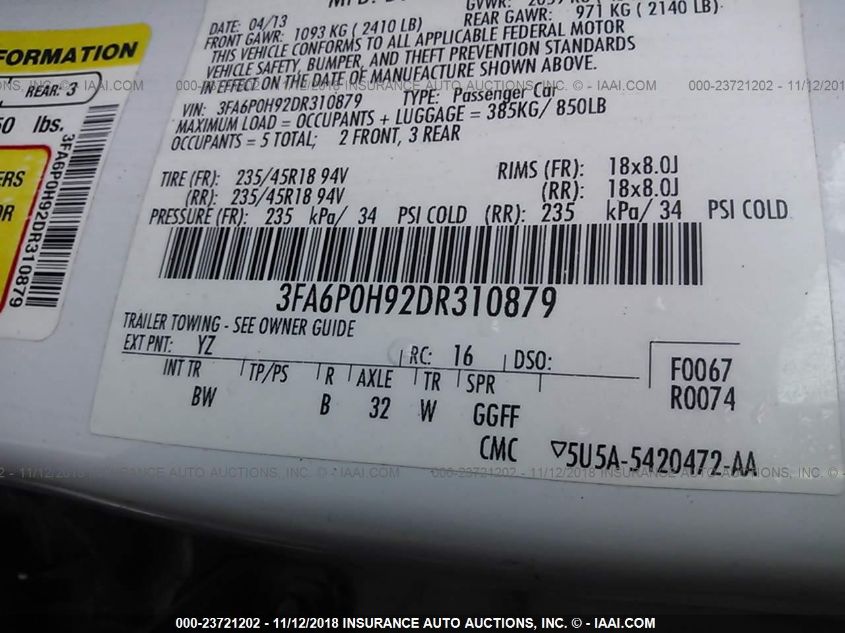 DATE: 04/13
FRONT GAWR: 1093 KG ( 2410 LB)
REAR GAWR: 971 KG ( 2140 LB)
THIS VEHICLE CONFORMS TO ALL APPLICABLE FEDERAL MOTOR
VEHICLE SAFETY, BUMPER, AND THEFT PREVENTION STANDARDS
IN EFFECT ON THE DATE OF MANUFACTURE SHOWN ABOVE.
VIN: 3FA6P0H92DR310879 TYPE: Passenger Car
MAXIMUM LOAD = OCCUPANTS + LUGGAGE = 385KG/ 850LB
OCCUPANTS = 5 TOTAL; 2 FRONT, 3 REAR
TIRE (FR): 235/45R18 94V RIMS (FR): 18x8.0J
(RR): 235/45R18 94V (RR): 18x8.0J
PRESSURE (FR): 235 kPa/ 34 PSI COLD (RR): 235 kPa/ 34 PSI COLD
3FA6P0H92DR310879
TRAILER TOWING - SEE OWNER GUIDE
EXT PNT: YZ RC: 16 DSO:
INT TR TP/PS R AXLE TR SPR
BW B 32 W GGFF
F0067
R0074
CMC ▽5U5A-5420472-AA
REAR: 3
lbs.
3FA6P0H92DR310879
000-23721202 - 11/12/2018 INSURANCE AUTO AUCTIONS, INC. - IAAI.COM